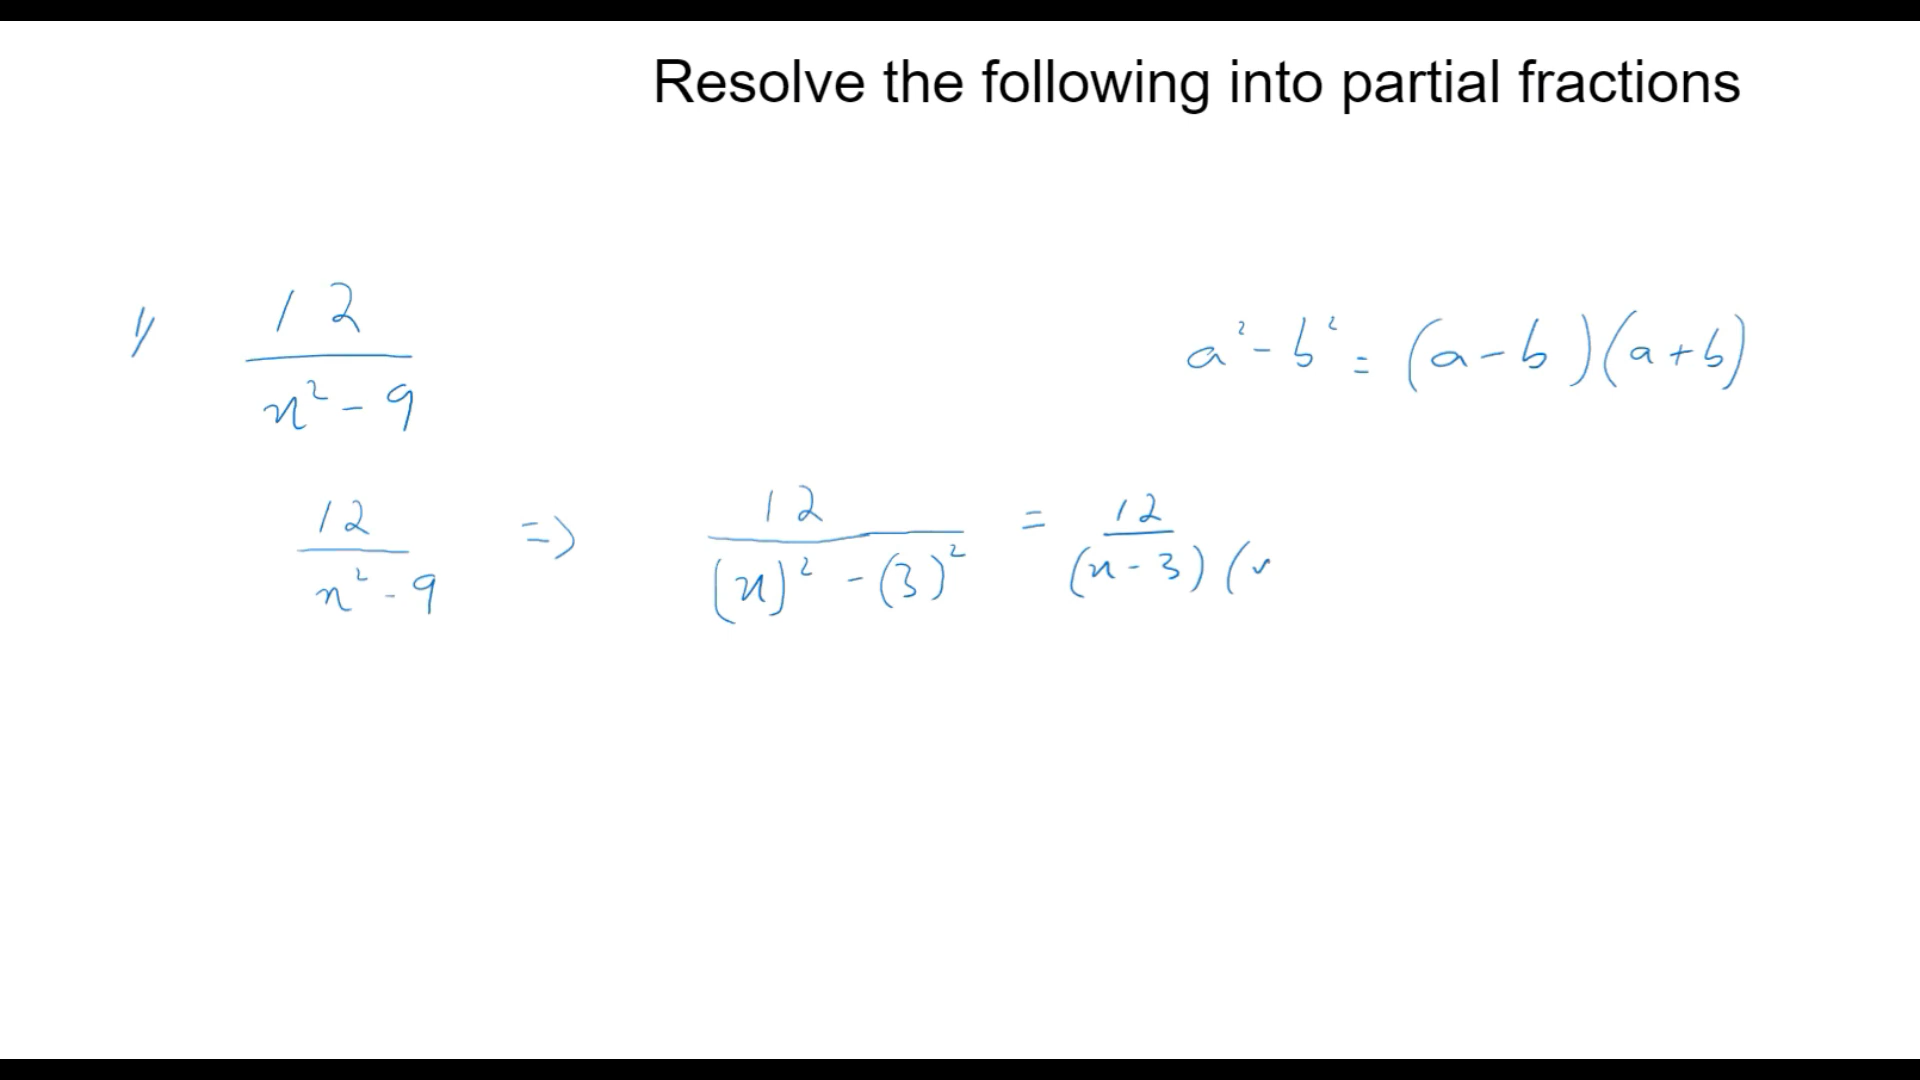 Resolve the following into partial fractions
1) 12/(x² - 9)
a² - b² = (a - b)(a + b)
12/(x² - 9) => 12/((x)² - (3)²) = 12/((x - 3)(